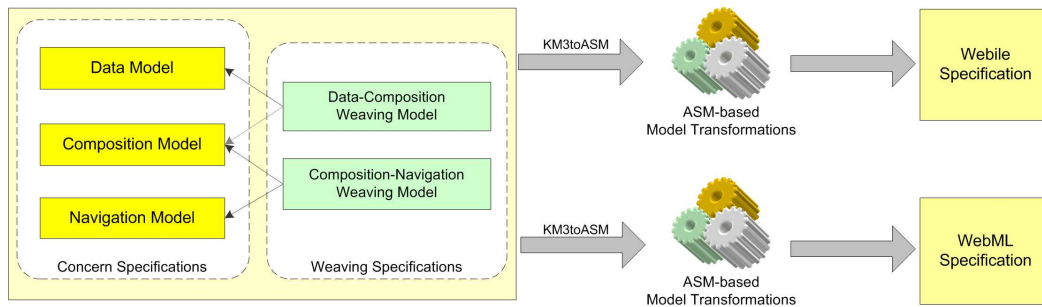 Data Model
Composition Model
Navigation Model
Concern Specifications
Data-Composition
Weaving Model
Composition-Navigation
Weaving Model
Weaving Specifications
KM3toASM
ASM-based
Model Transformations
Webile
Specification
KM3toASM
ASM-based
Model Transformations
WebML
Specification